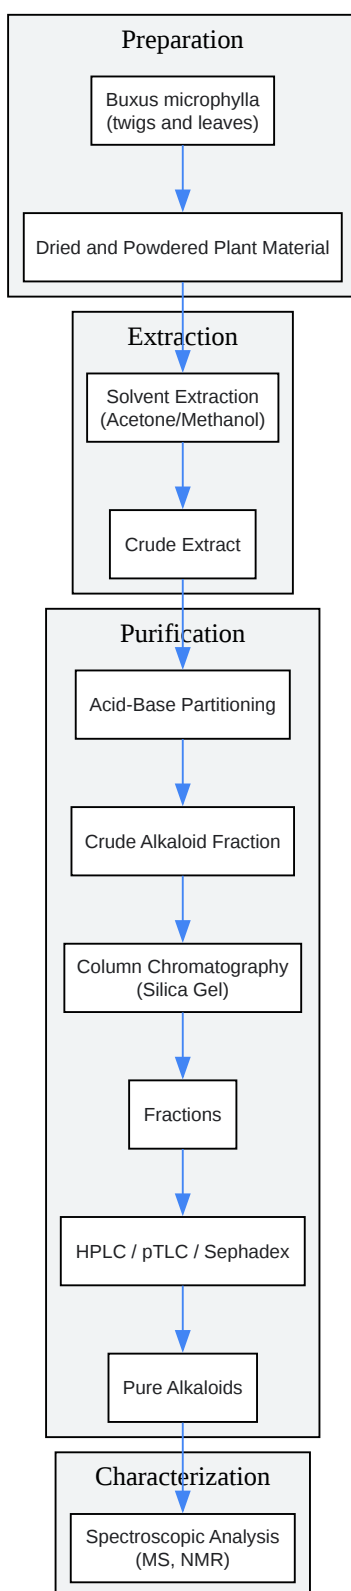 Preparation
Buxus microphylla
(twigs and leaves)
Dried and Powdered Plant Material
Extraction
Solvent Extraction
(Acetone/Methanol)
Crude Extract
Purification
Acid-Base Partitioning
Crude Alkaloid Fraction
Column Chromatography
(Silica Gel)
Fractions
HPLC / pTLC / Sephadex
Pure Alkaloids
Characterization
Spectroscopic Analysis
(MS, NMR)